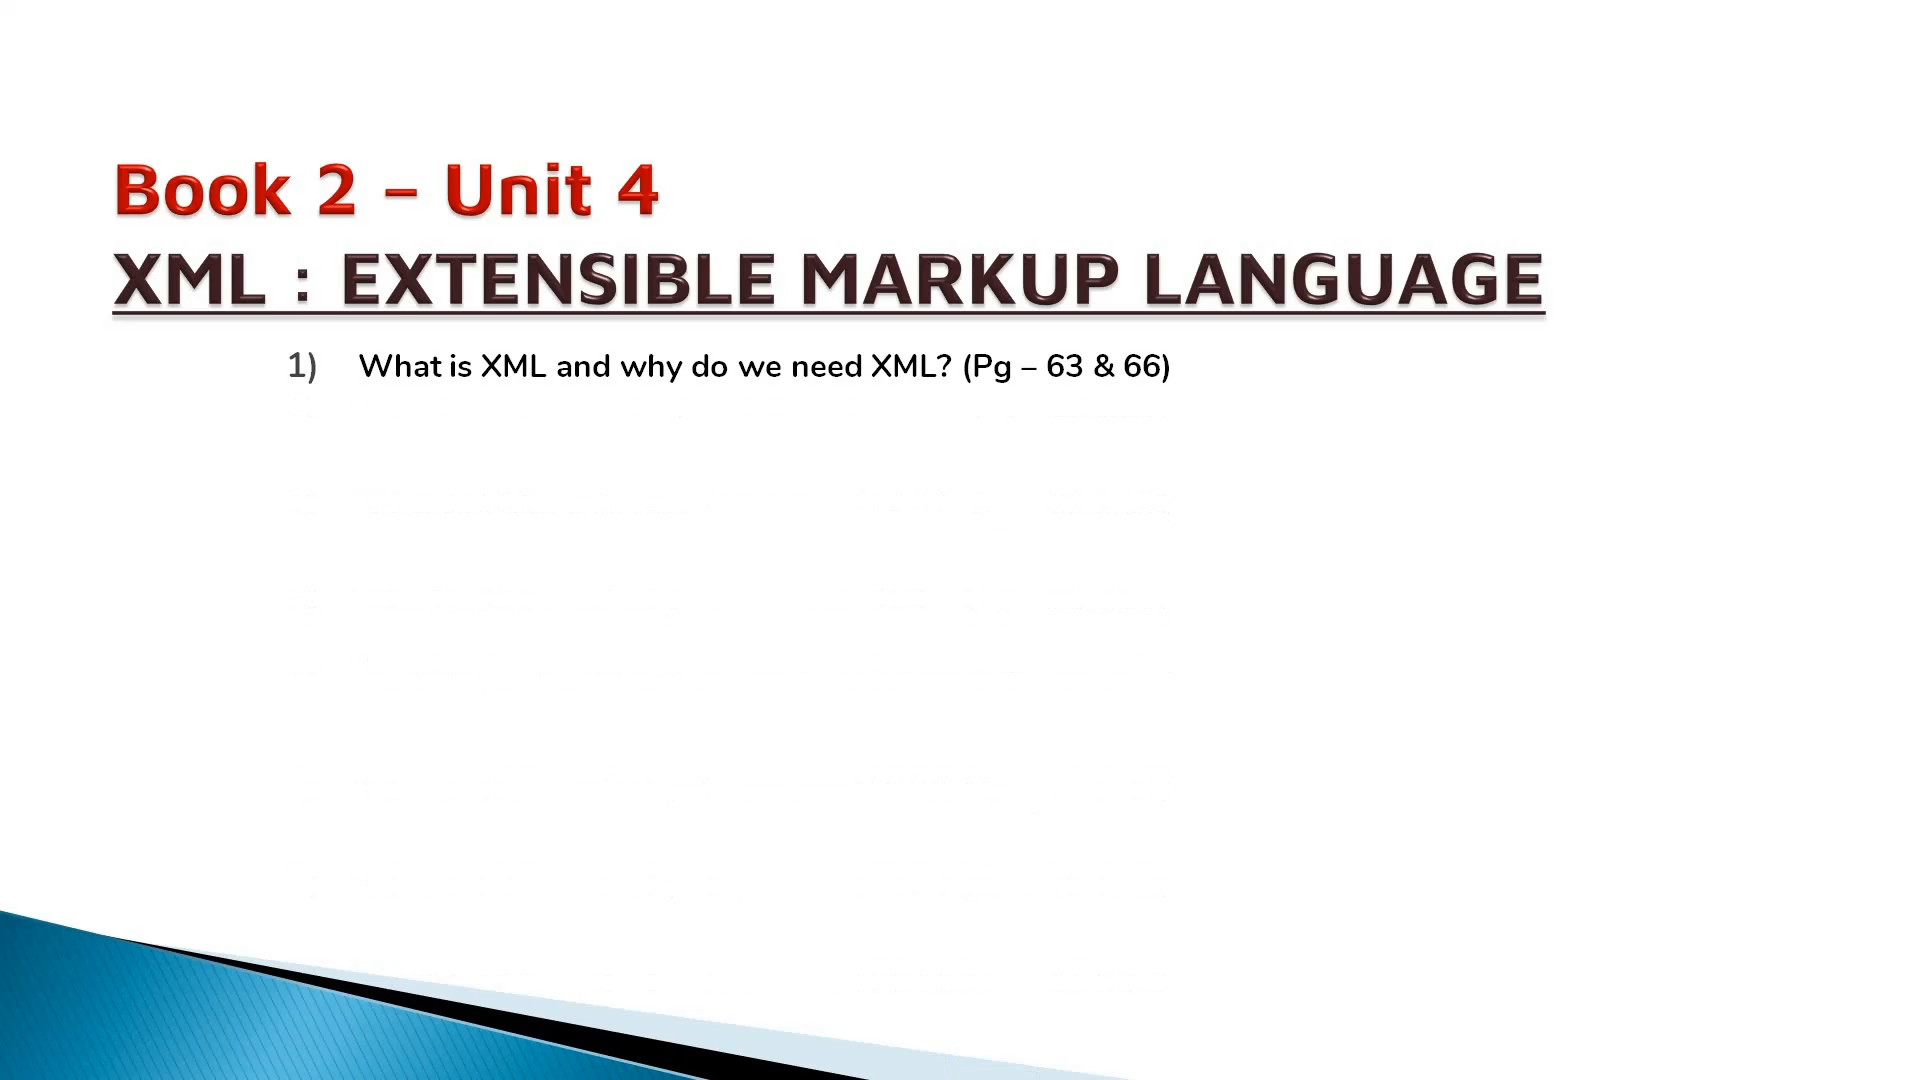 Book 2 – Unit 4
XML : EXTENSIBLE MARKUP LANGUAGE
1) What is XML and why do we need XML? (Pg – 63 & 66)